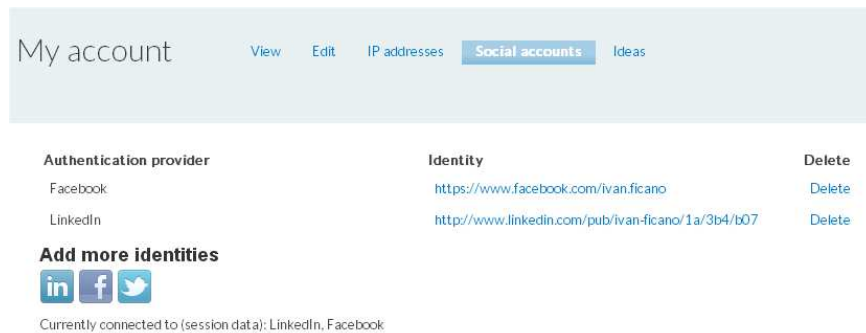 My account View Edit IP addresses Social accounts Ideas
Authentication provider Identity Delete
Facebook https://www.facebook.com/ivan.ficano Delete
LinkedIn http://www.linkedin.com/pub/ivan-ficano/1a/3b4/b07 Delete
Add more identities
in f
Currently connected to (session data): LinkedIn, Facebook